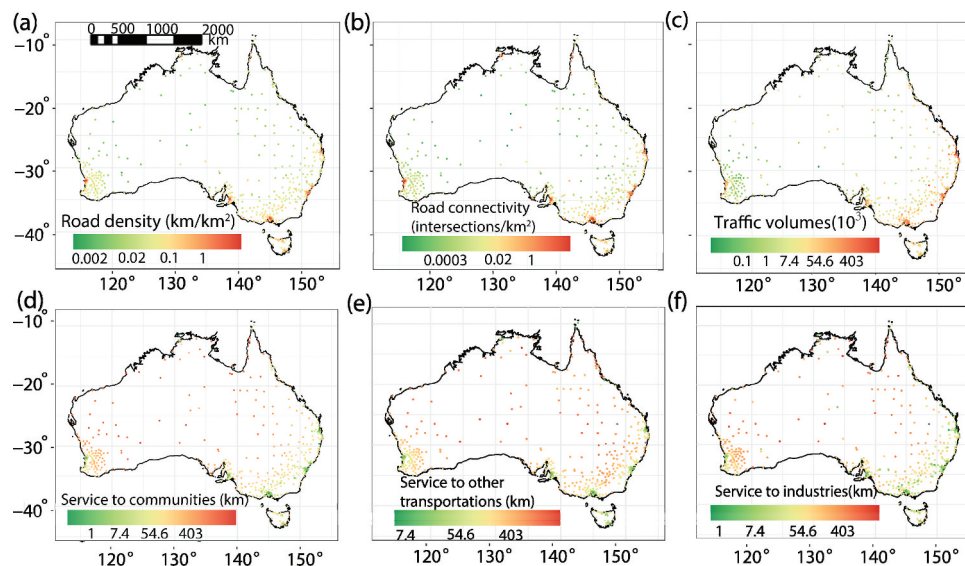 (a)
(b)
(c)
0 500 1000 2000
km
−10°
−20°
−30°
−40°
Road density (km/km²)
0.002 0.02 0.1 1
Road connectivity
(intersections/km²)
0.0003 0.02 1
Traffic volumes(10³)
0.1 1 7.4 54.6 403
120° 130° 140° 150°
120° 130° 140° 150°
120° 130° 140° 150°
(d)
(e)
(f)
−10°
−20°
−30°
−40°
Service to communities (km)
1 7.4 54.6 403
Service to other
transportations (km)
7.4 54.6 403
Service to industries(km)
1 7.4 54.6 403
120° 130° 140° 150°
120° 130° 140° 150°
120° 130° 140° 150°